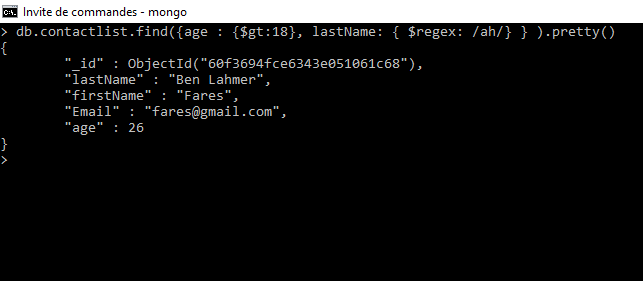 Invite de commandes - mongo
> db.contactlist.find({age : {$gt:18}, lastName: { $regex: /ah/} } ).pretty()
{
        "_id" : ObjectId("60f3694fce6343e051061c68"),
        "lastName" : "Ben Lahmer",
        "firstName" : "Fares",
        "Email" : "fares@gmail.com",
        "age" : 26
}
>